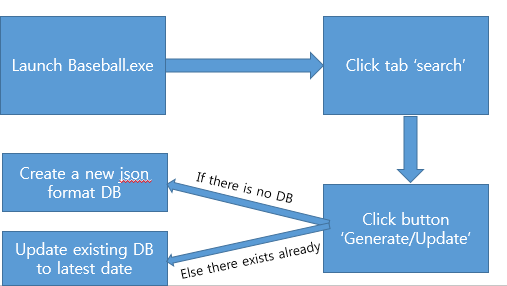 Launch Baseball.exe
Click tab ‘search’
Click button
‘Generate/Update’
If there is no DB
Create a new json
format DB
Else there exists already
Update existing DB
to latest date